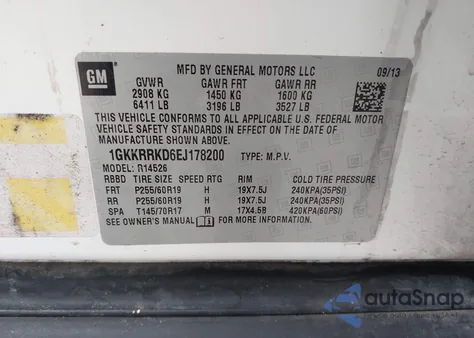 GM
MFD BY GENERAL MOTORS LLC 09/13
GVWR GAWR FRT GAWR RR
2908 KG 1450 KG 1600 KG
6411 LB 3196 LB 3527 LB
THIS VEHICLE CONFORMS TO ALL APPLICABLE U.S. FEDERAL MOTOR
VEHICLE SAFETY STANDARDS IN EFFECT ON THE DATE OF
MANUFACTURE SHOWN ABOVE.
1GKKRRKD6EJ178200 TYPE: M.P.V.
MODEL: R14526
RBBD TIRE SIZE SPEED RTG RIM COLD TIRE PRESSURE
FRT P255/60R19 H 19X7.5J 240KPA(35PSI)
RR P255/60R19 H 19X7.5J 240KPA(35PSI)
SPA T145/70R17 M 17X4.5B 420KPA(60PSI)
SEE OWNER'S MANUAL FOR MORE INFORMATION
autoSnap